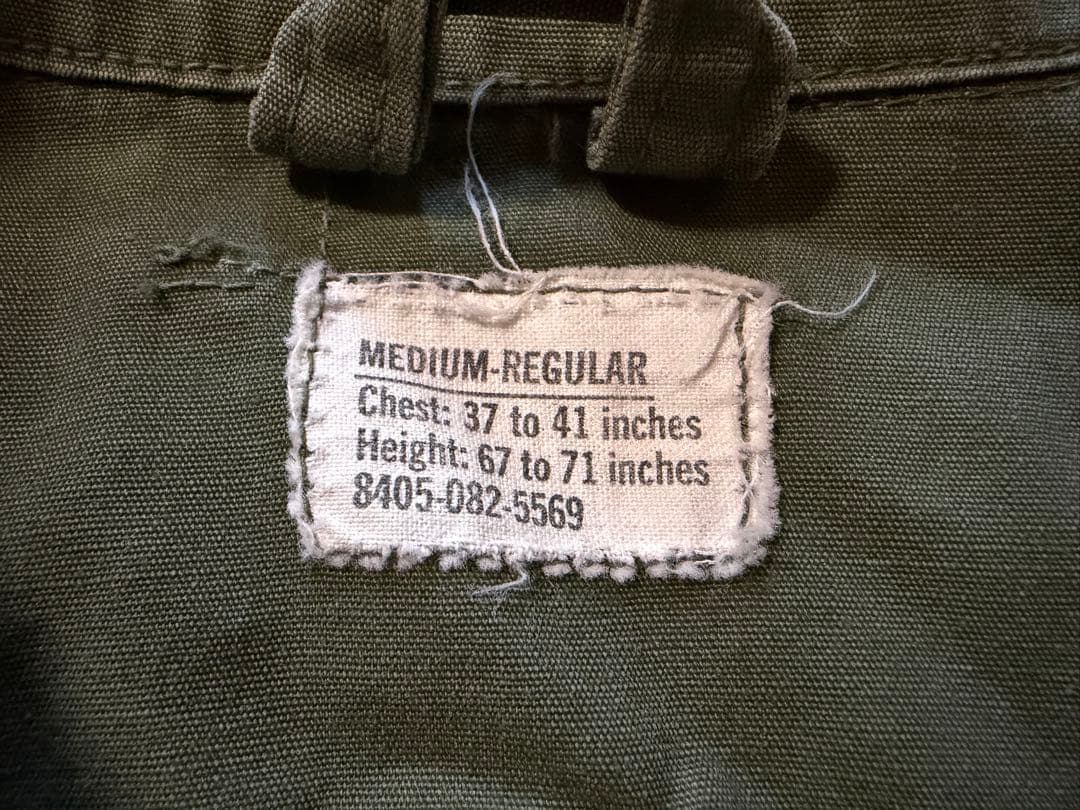 MEDIUM-REGULAR
Chest: 37 to 41 inches
Height: 67 to 71 inches
8405-082-5569